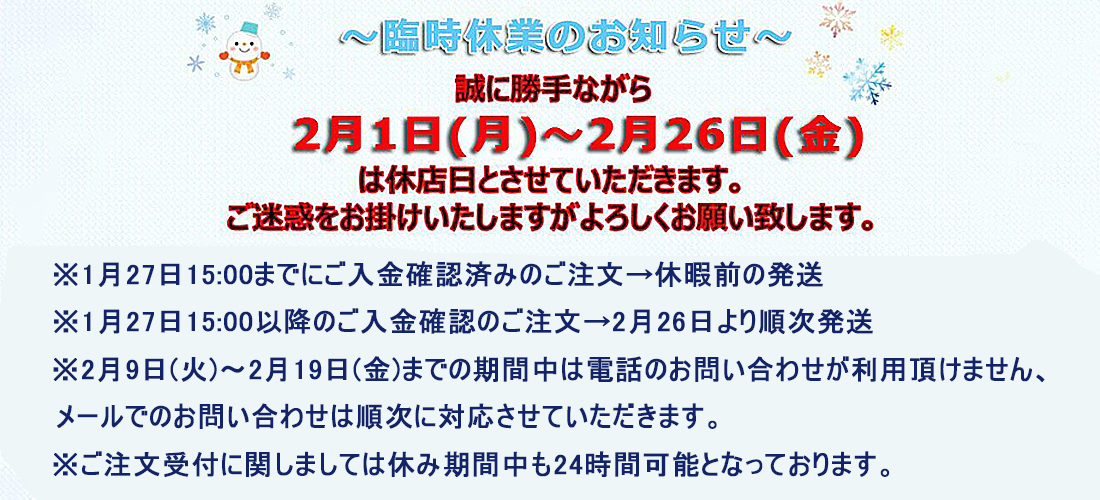 ～臨時休業のお知らせ～
誠に勝手ながら
2月1日(月)～2月26日(金)
は休店日とさせていただきます。
ご迷惑をお掛けいたしますがよろしくお願い致します。
※1月27日15:00までにご入金確認済みのご注文→休暇前の発送
※1月27日15:00以降のご入金確認のご注文→2月26日より順次発送
※2月9日(火)～2月19日(金)までの期間中は電話のお問い合わせが利用頂けません、
メールでのお問い合わせは順次に対応させていただきます。
※ご注文受付に関しましては休み期間中も24時間可能となっております。